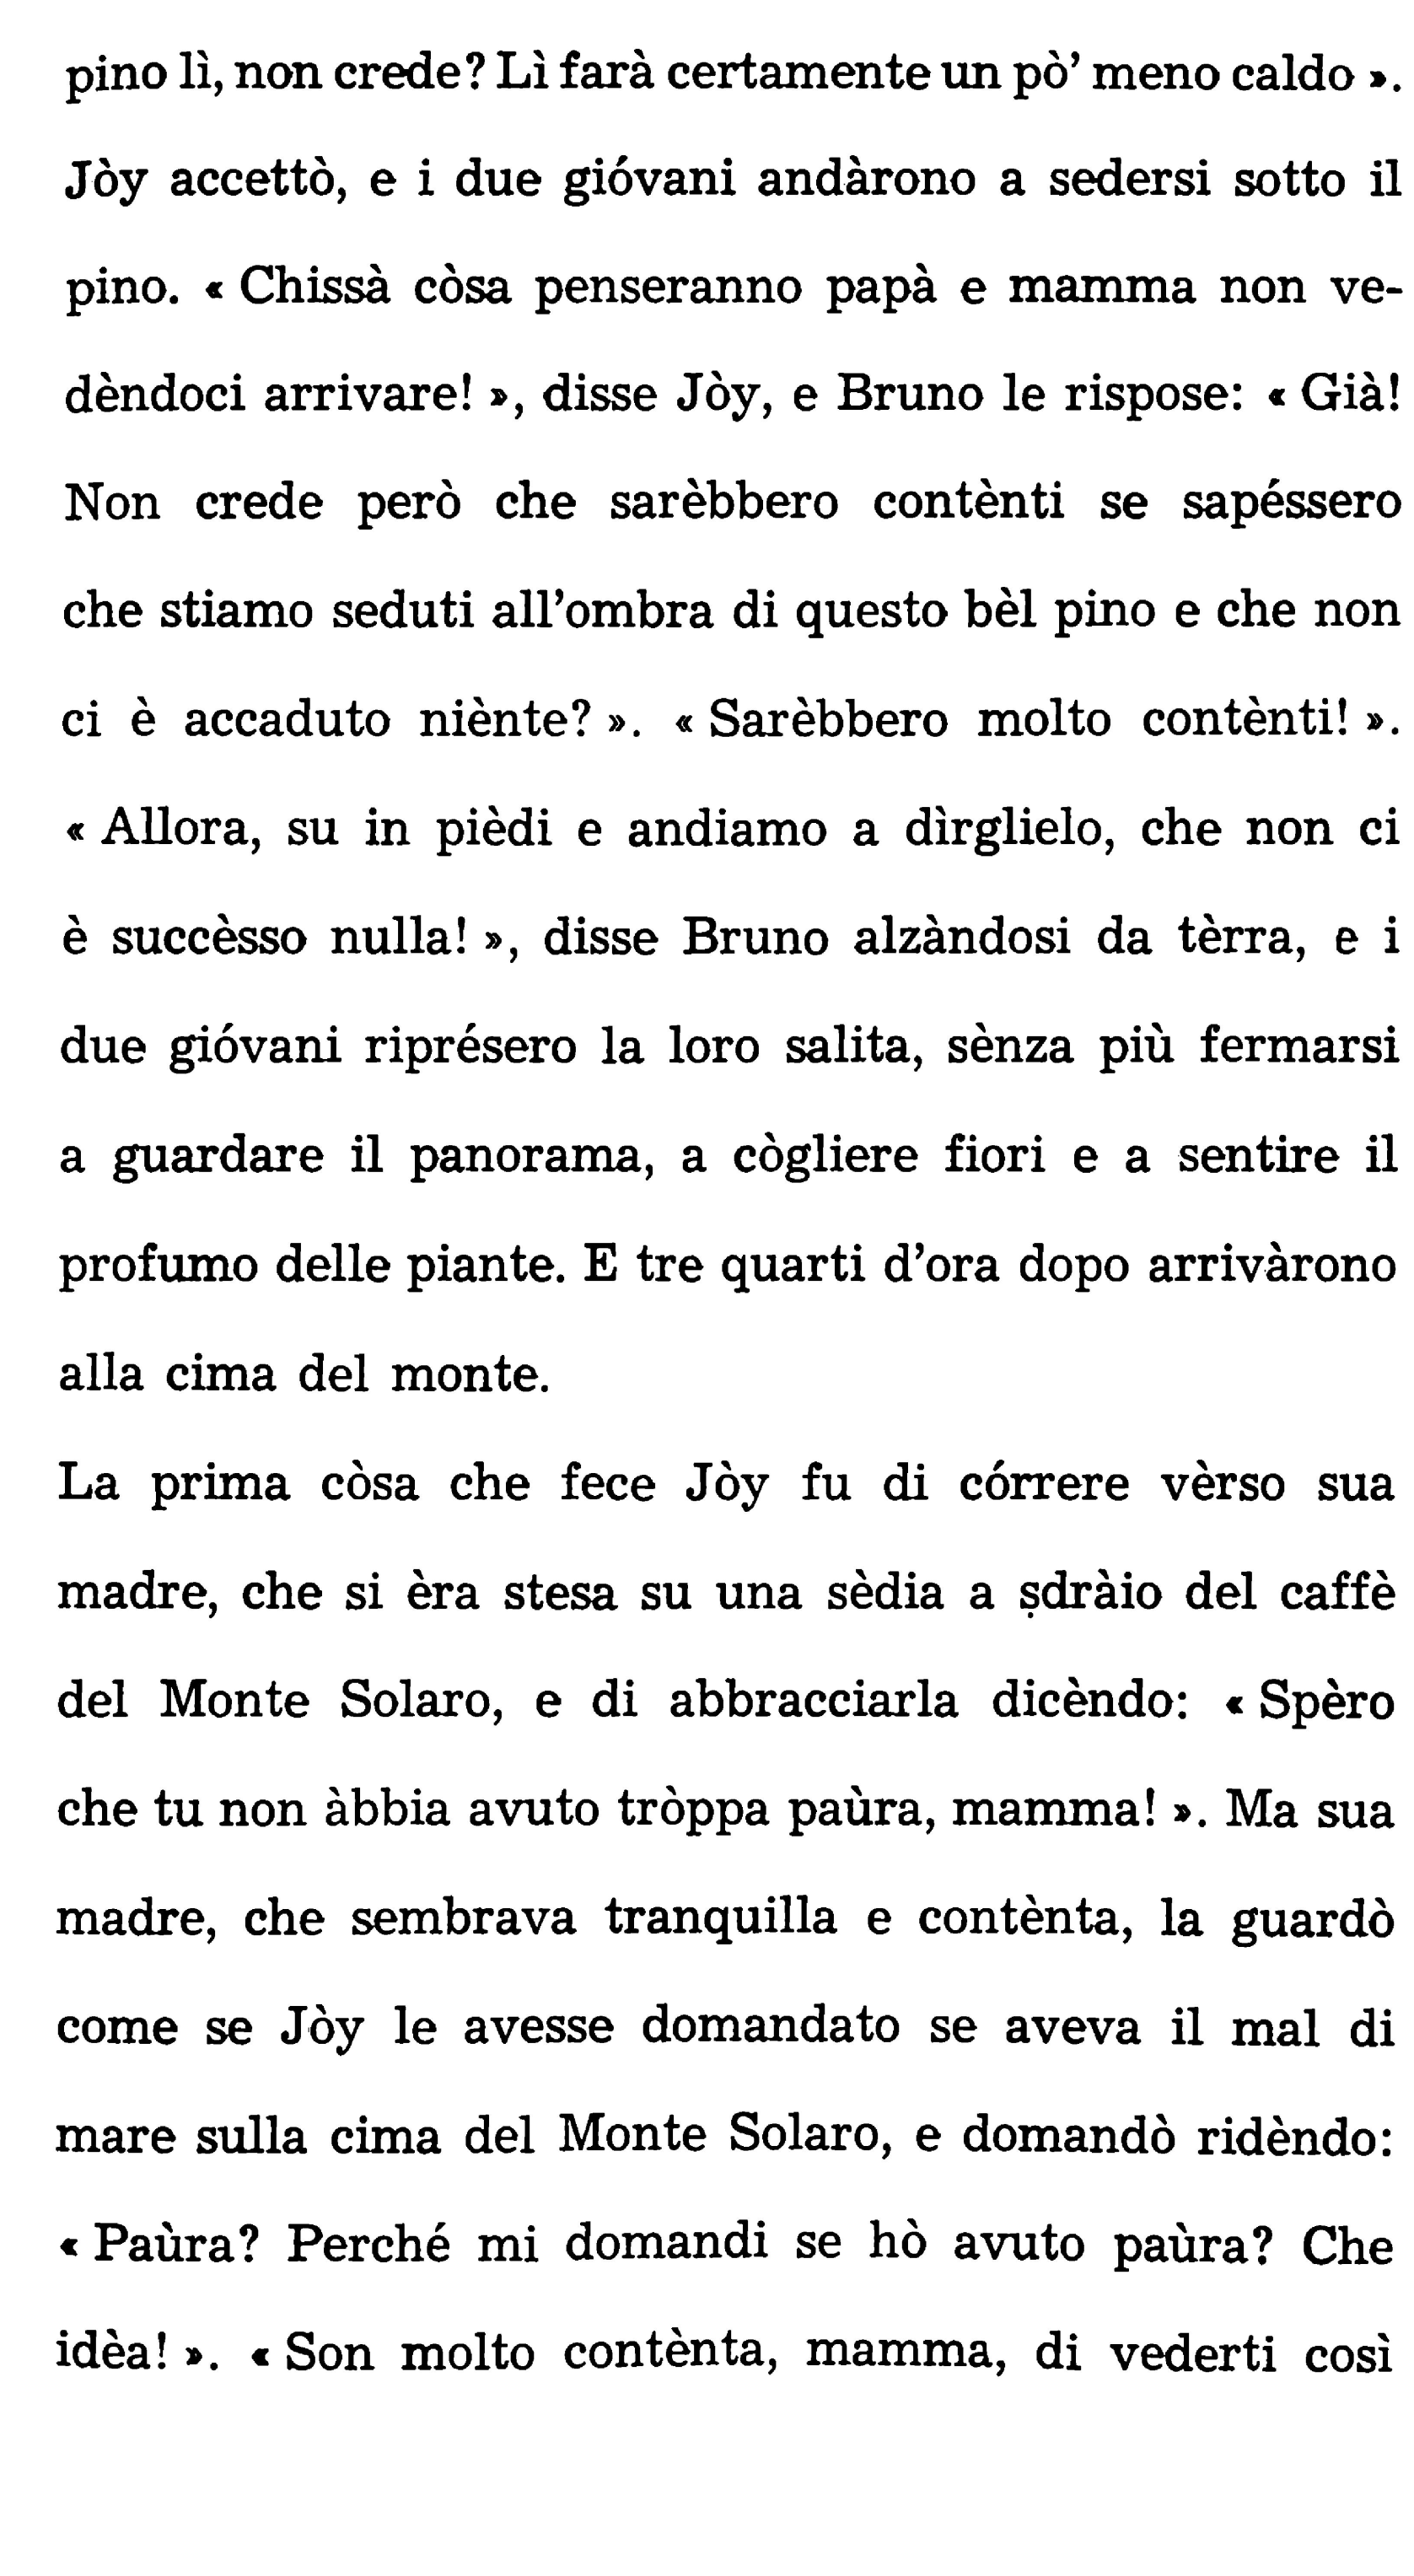 pino lì, non crede? Lì farà certamente un pò’ meno caldo ».
Jòy accettò, e i due gióvani andàrono a sedersi sotto il
pino. « Chissà còsa penseranno papà e mamma non ve-
dèndoci arrivare! », disse Jòy, e Bruno le rispose: « Già!
Non crede però che sarèbbero contènti se sapéssero
che stiamo seduti all’ombra di questo bèl pino e che non
ci è accaduto niènte? ». « Sarèbbero molto contènti! ».
« Allora, su in pièdi e andiamo a dìrglielo, che non ci
è succèsso nulla! », disse Bruno alzàndosi da tèrra, e i
due gióvani riprésero la loro salita, sènza più fermarsi
a guardare il panorama, a cògliere fiori e a sentire il
profumo delle piante. E tre quarti d’ora dopo arrivàrono
alla cima del monte.
La prima còsa che fece Jòy fu di córrere vèrso sua
madre, che si èra stesa su una sèdia a ṣdràio del caffè
del Monte Solaro, e di abbracciarla dicèndo: « Spèro
che tu non àbbia avuto tròppa paùra, mamma! ». Ma sua
madre, che sembrava tranquilla e contènta, la guardò
come se Jòy le avesse domandato se aveva il mal di
mare sulla cima del Monte Solaro, e domandò ridèndo:
« Paùra? Perché mi domandi se hò avuto paùra? Che
idèa! ». « Son molto contènta, mamma, di vederti così